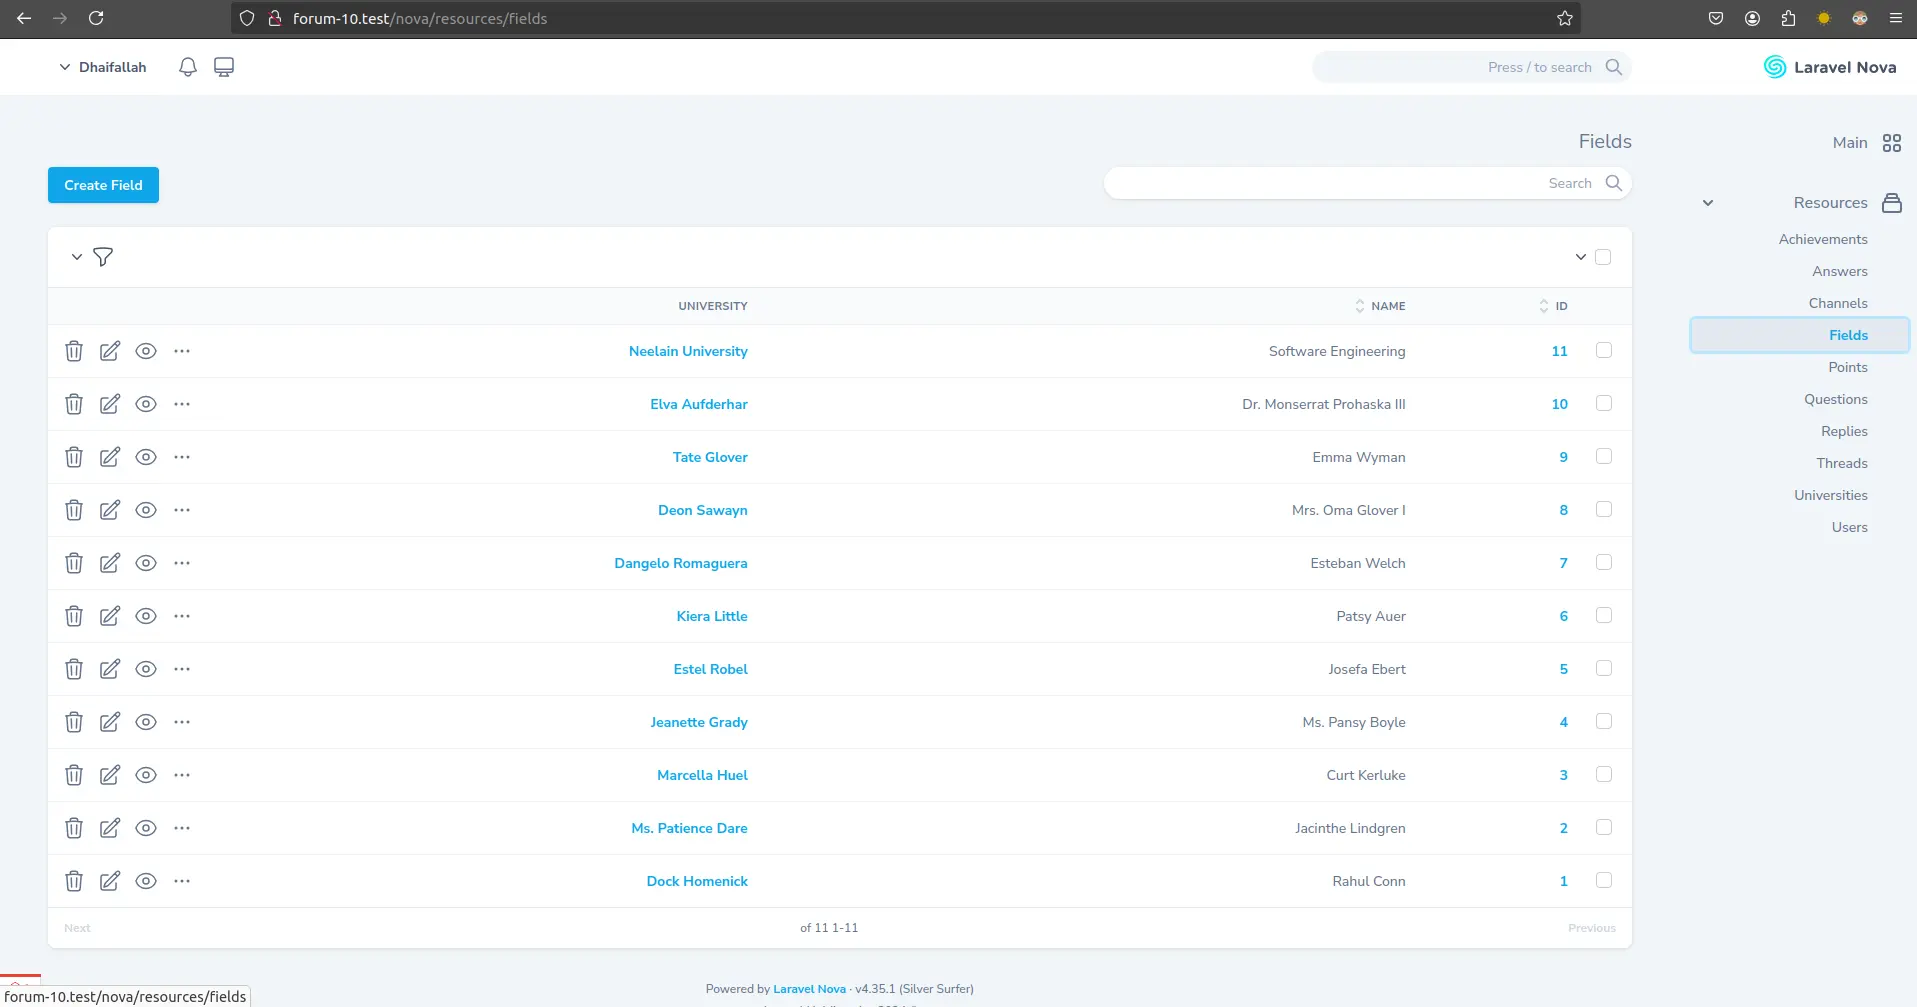 forum-10.test/nova/resources/fields
Dhaifallah
Press / to search
Laravel Nova
Main
Resources
Achievements
Answers
Channels
Fields
Points
Questions
Replies
Threads
Universities
Users
Fields
Create Field
Search
UNIVERSITY NAME ID
Neelain University Software Engineering 11
Elva Aufderhar Dr. Monserrat Prohaska III 10
Tate Glover Emma Wyman 9
Deon Sawayn Mrs. Oma Glover I 8
Dangelo Romaguera Esteban Welch 7
Kiera Little Patsy Auer 6
Estel Robel Josefa Ebert 5
Jeanette Grady Ms. Pansy Boyle 4
Marcella Huel Curt Kerluke 3
Ms. Patience Dare Jacinthe Lindgren 2
Dock Homenick Rahul Conn 1
Next of 11 1-11 Previous
Powered by Laravel Nova · v4.35.1 (Silver Surfer)
forum-10.test/nova/resources/fields